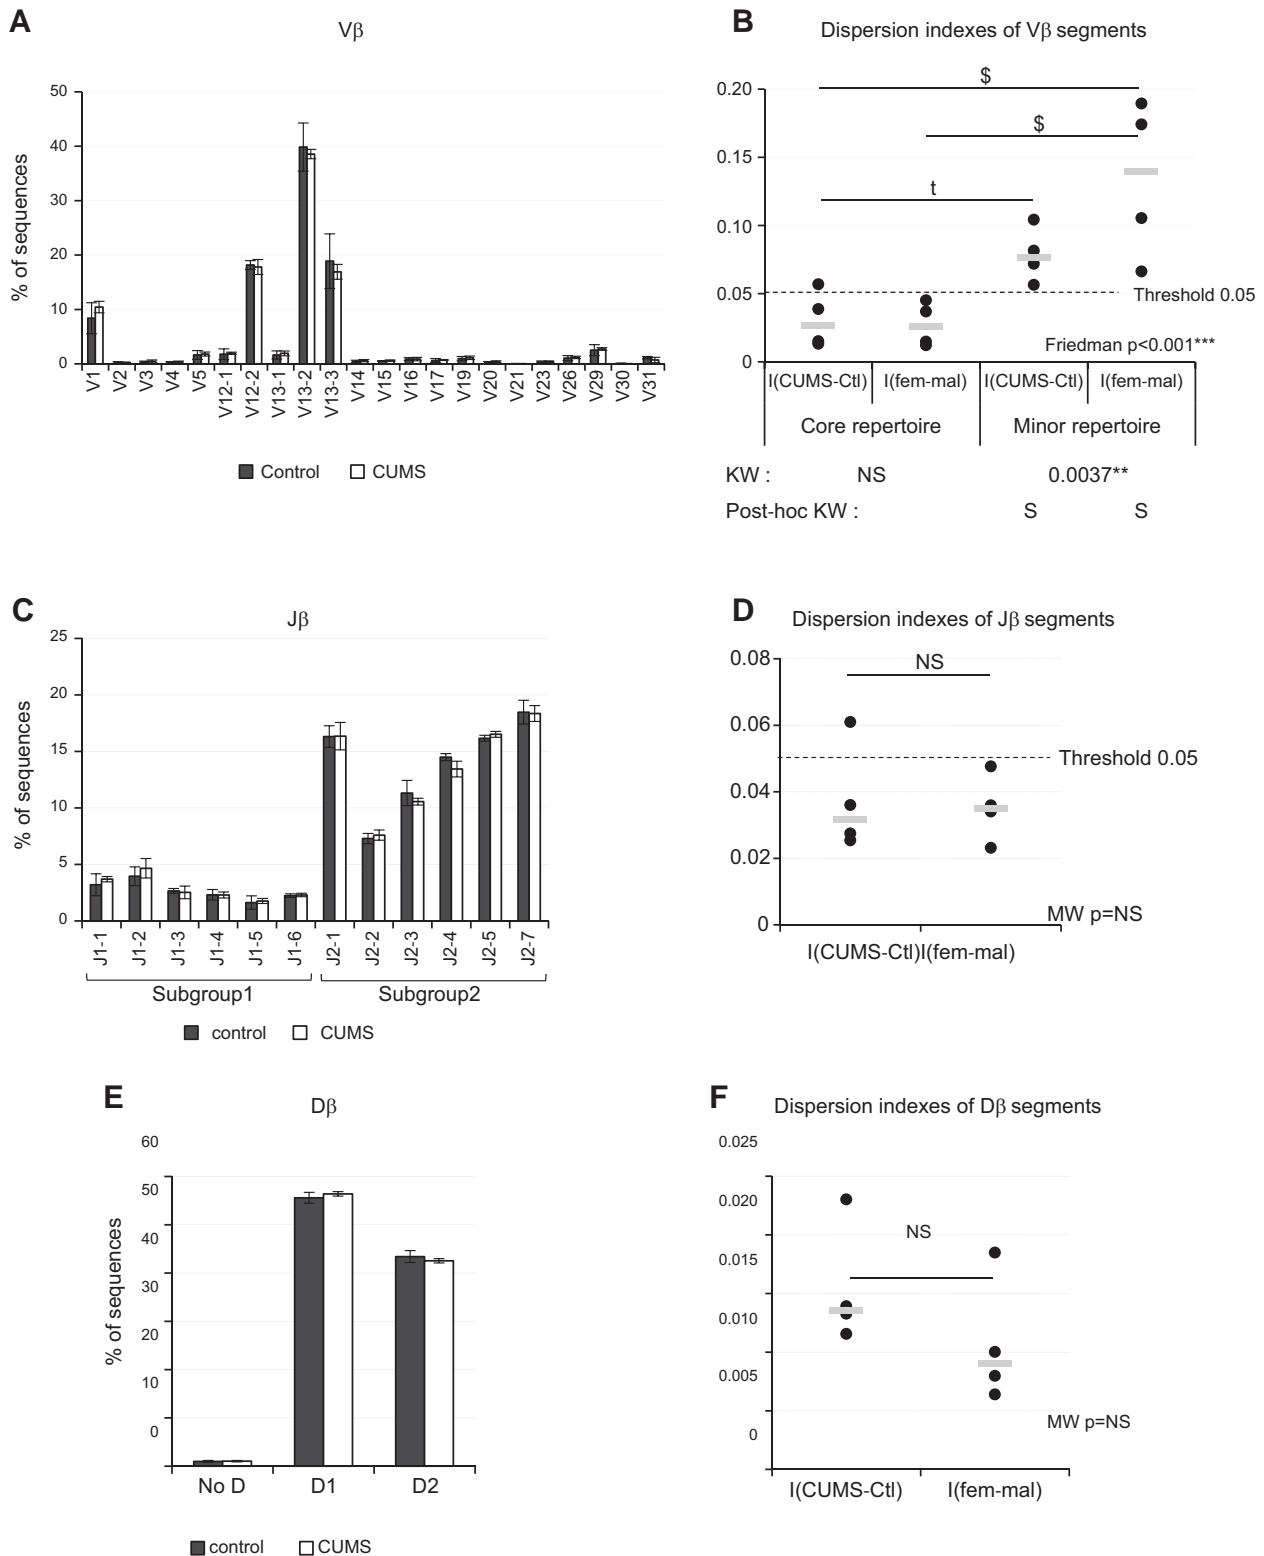 A
Vβ
50
40
30
20
10
0
% of sequences
V1
V2
V3
V4
V5
V12-1
V12-2
V13-1
V13-2
V13-3
V14
V15
V16
V17
V19
V20
V21
V23
V26
V29
V30
V31
Control
CUMS
B
Dispersion indexes of Vβ segments
0.20
0.15
0.10
0.05
0
$
$
t
Threshold 0.05
Friedman p<0.001***
I(CUMS-Ctl) I(fem-mal) I(CUMS-Ctl) I(fem-mal)
Core repertoire Minor repertoire
KW : NS 0.0037**
Post-hoc KW : S S
C
Jβ
25
20
15
10
5
0
% of sequences
J1-1
J1-2
J1-3
J1-4
J1-5
J1-6
J2-1
J2-2
J2-3
J2-4
J2-5
J2-7
Subgroup1 Subgroup2
control CUMS
D
Dispersion indexes of Jβ segments
0.08
0.06
0.04
0.02
0
NS
Threshold 0.05
MW p=NS
I(CUMS-Ctl)I(fem-mal)
E
Dβ
60
50
40
30
20
10
0
% of sequences
No D D1 D2
control CUMS
F
Dispersion indexes of Dβ segments
0.025
0.020
0.015
0.010
0.005
0
NS
MW p=NS
I(CUMS-Ctl) I(fem-mal)